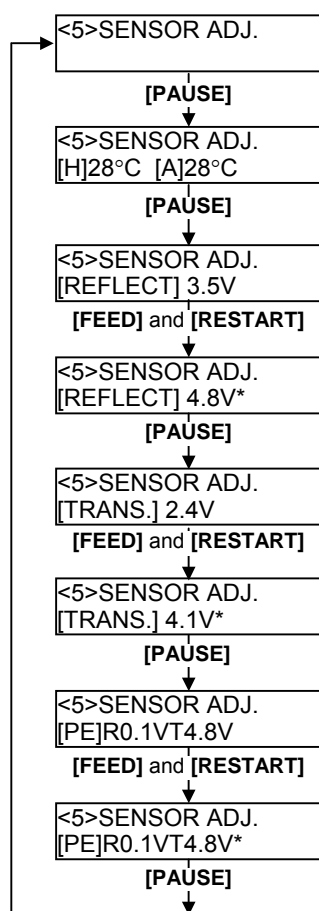 <5>SENSOR ADJ.
[PAUSE]
<5>SENSOR ADJ.
[H]28°C [A]28°C
[PAUSE]
<5>SENSOR ADJ.
[REFLECT] 3.5V
[FEED] and [RESTART]
<5>SENSOR ADJ.
[REFLECT] 4.8V*
[PAUSE]
<5>SENSOR ADJ.
[TRANS.] 2.4V
[FEED] and [RESTART]
<5>SENSOR ADJ.
[TRANS.] 4.1V*
[PAUSE]
<5>SENSOR ADJ.
[PE]R0.1VT4.8V
[FEED] and [RESTART]
<5>SENSOR ADJ.
[PE]R0.1VT4.8V*
[PAUSE]